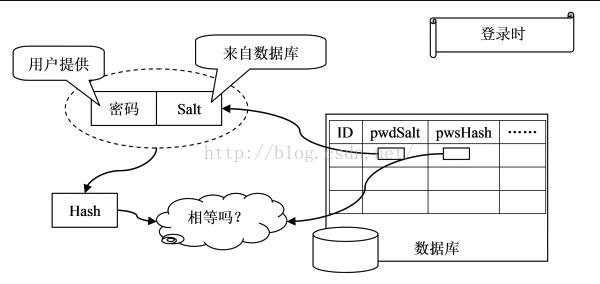 登录时
用户提供
来自数据库
密码 Salt
ID pwdSalt pwsHash ……
http://blog.csdn.net/
Hash
相等吗?
数据库